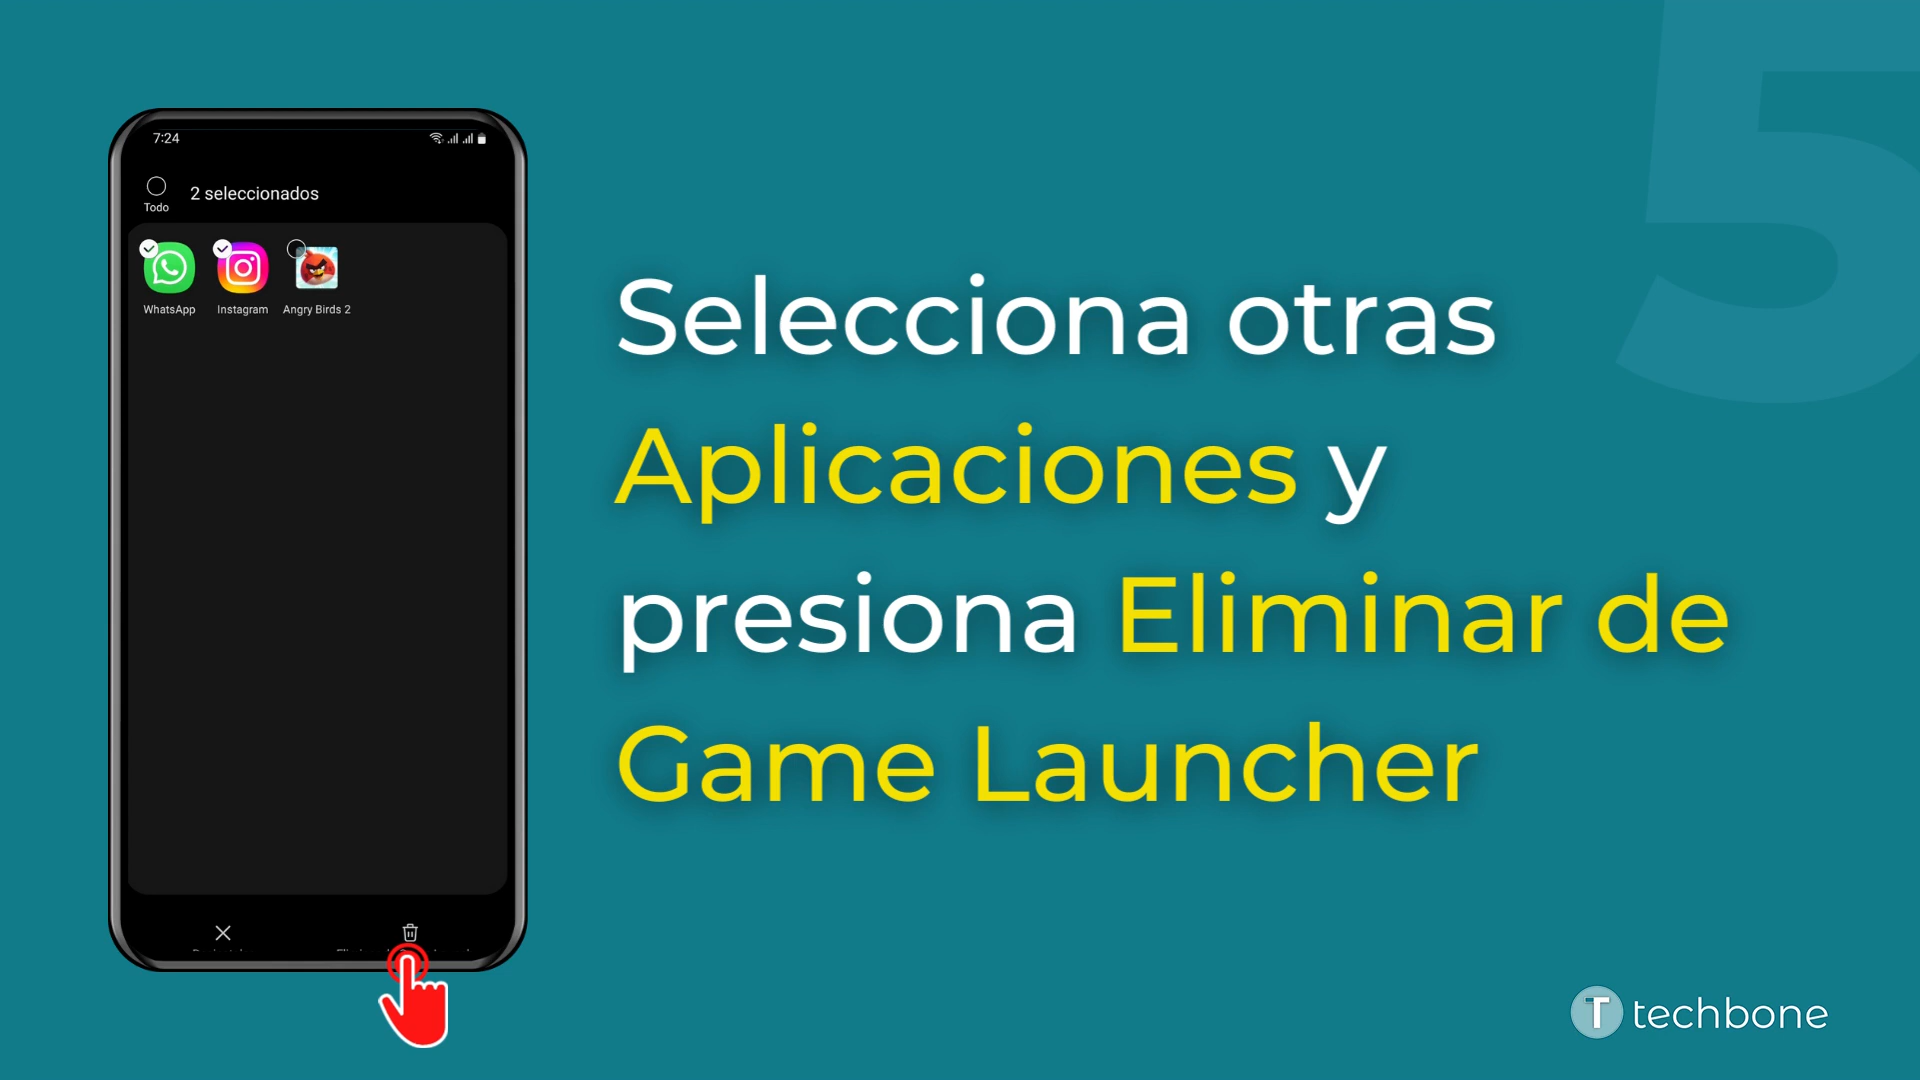 5
7:24
Todo
2 seleccionados
WhatsApp
Instagram
Angry Birds 2
Selecciona otras
Aplicaciones y
presiona Eliminar de
Game Launcher
T techbone